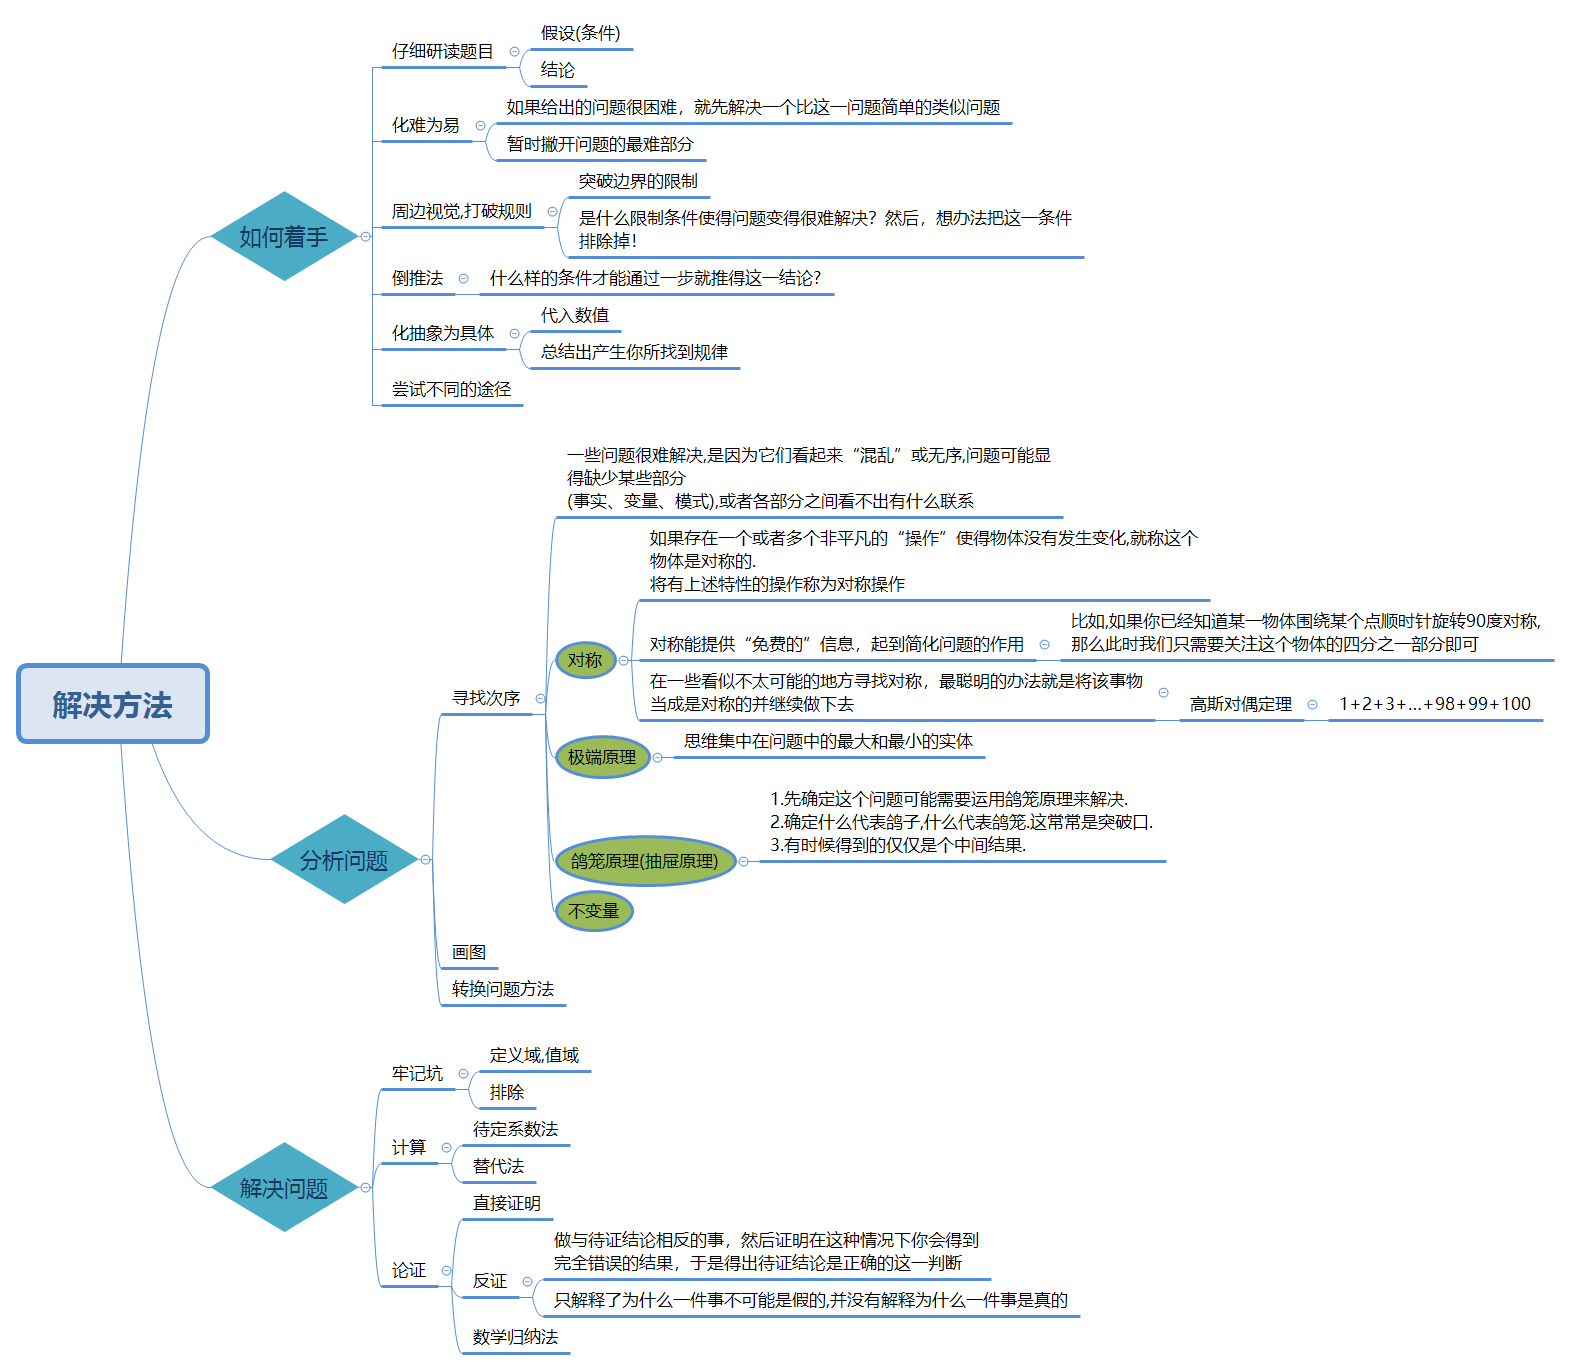 解决方法
如何着手
仔细研读题目
假设(条件)
结论
化难为易
如果给出的问题很困难，就先解决一个比这一问题简单的类似问题
暂时撇开问题的最难部分
周边视觉,打破规则
突破边界的限制
是什么限制条件使得问题变得很难解决？然后，想办法把这一条件
排除掉！
倒推法
什么样的条件才能通过一步就推得这一结论?
化抽象为具体
代入数值
总结出产生你所找到规律
尝试不同的途径
分析问题
寻找次序
一些问题很难解决,是因为它们看起来“混乱”或无序,问题可能显
得缺少某些部分
(事实、变量、模式),或者各部分之间看不出有什么联系
对称
如果存在一个或者多个非平凡的“操作”使得物体没有发生变化,就称这个
物体是对称的.
将有上述特性的操作称为对称操作
对称能提供“免费的”信息，起到简化问题的作用
比如,如果你已经知道某一物体围绕某个点顺时针旋转90度对称,
那么此时我们只需要关注这个物体的四分之一部分即可
在一些看似不太可能的地方寻找对称，最聪明的办法就是将该事物
当成是对称的并继续做下去
高斯对偶定理
1+2+3+...+98+99+100
极端原理
思维集中在问题中的最大和最小的实体
鸽笼原理(抽屉原理)
1.先确定这个问题可能需要运用鸽笼原理来解决.
2.确定什么代表鸽子,什么代表鸽笼.这常常是突破口.
3.有时候得到的仅仅是个中间结果.
不变量
画图
转换问题方法
解决问题
牢记坑
定义域,值域
排除
计算
待定系数法
替代法
论证
直接证明
反证
做与待证结论相反的事，然后证明在这种情况下你会得到
完全错误的结果，于是得出待证结论是正确的这一判断
只解释了为什么一件事不可能是假的,并没有解释为什么一件事是真的
数学归纳法